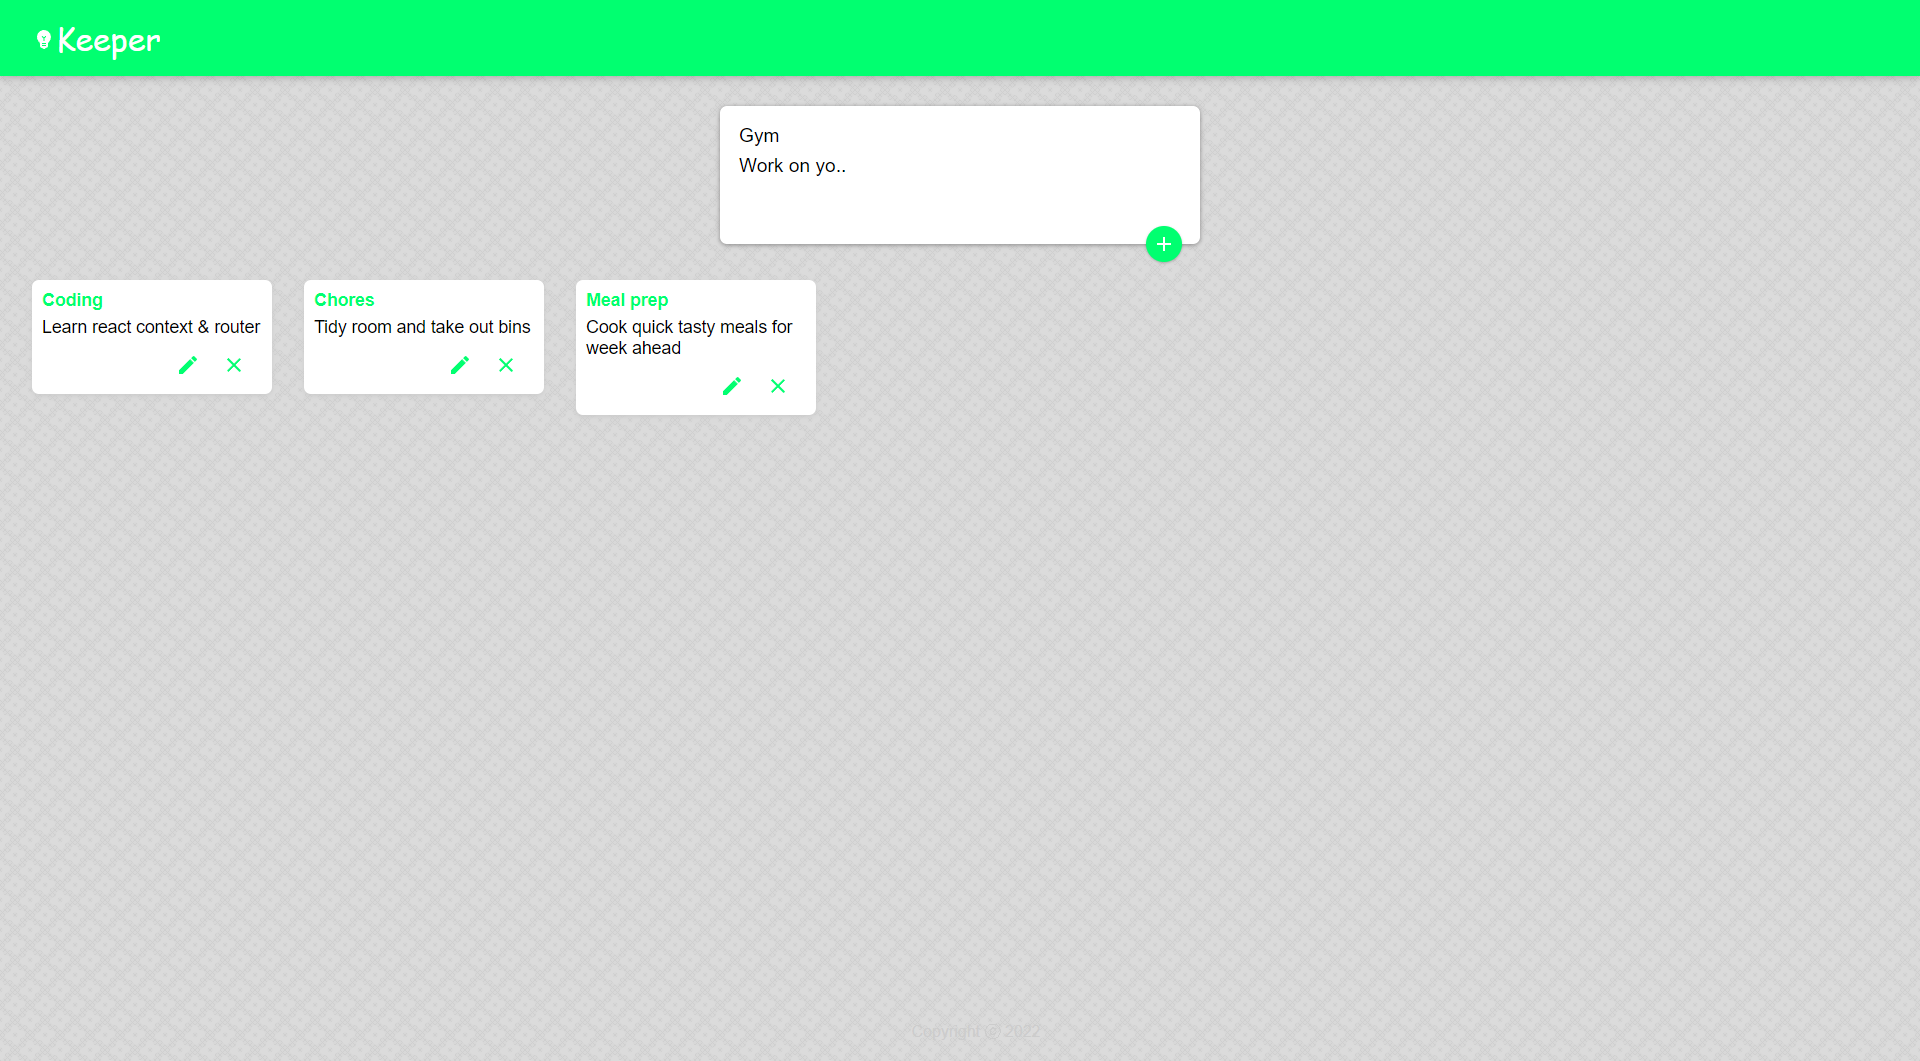 Keeper
Gym
Work on yo..
Coding
Learn react context & router
Chores
Tidy room and take out bins
Meal prep
Cook quick tasty meals for
week ahead
Copyright ⓒ 2022